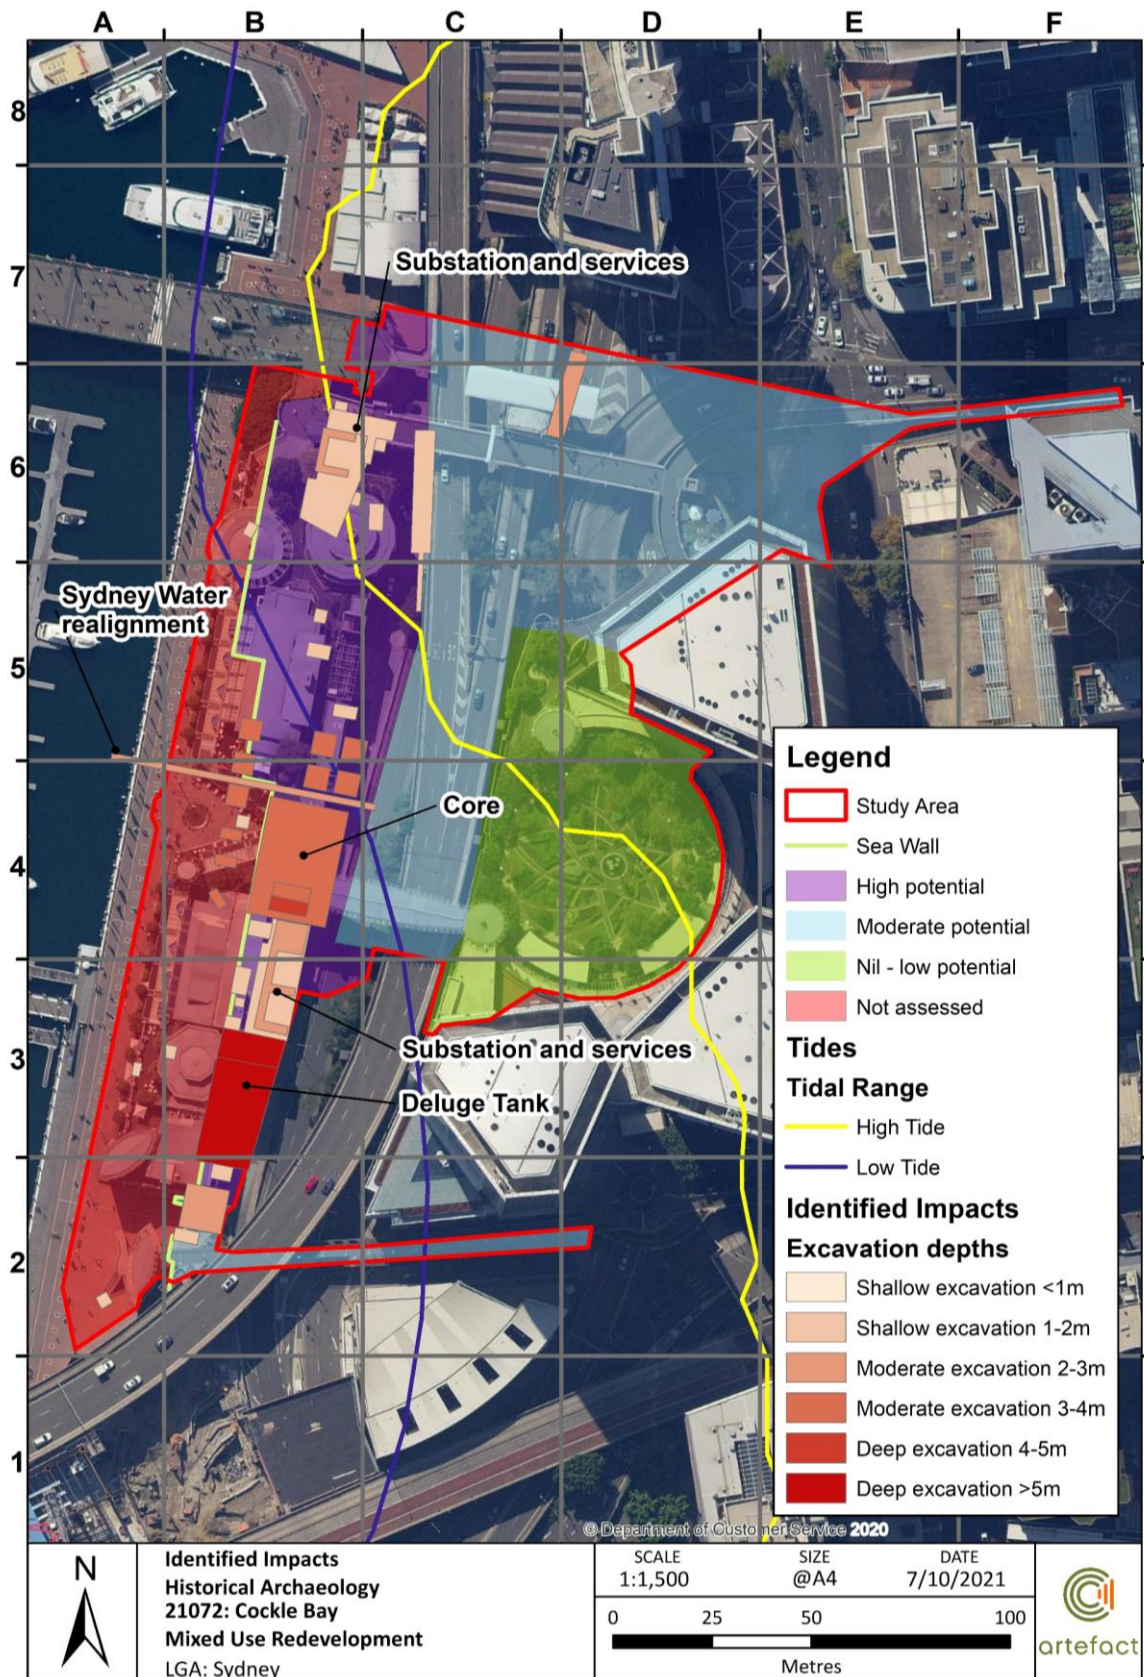 A B C D E F
8
7
6
5
4
3
2
1
Substation and services
Sydney Water
realignment
Core
Substation and services
Deluge Tank
Legend
Study Area
Sea Wall
High potential
Moderate potential
Nil - low potential
Not assessed
Tides
Tidal Range
High Tide
Low Tide
Identified Impacts
Excavation depths
Shallow excavation <1m
Shallow excavation 1-2m
Moderate excavation 2-3m
Moderate excavation 3-4m
Deep excavation 4-5m
Deep excavation >5m
© Department of Customer Service 2020
N
Identified Impacts
Historical Archaeology
21072: Cockle Bay
Mixed Use Redevelopment
LGA: Sydney
SCALE SIZE DATE
1:1,500 @A4 7/10/2021
0 25 50 100
Metres
artefact